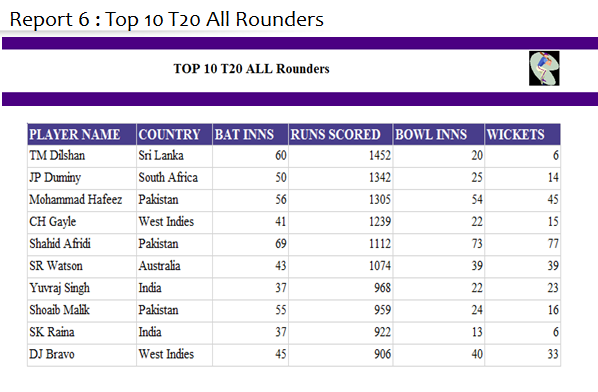 Report 6 : Top 10 T20 All Rounders
TOP 10 T20 ALL Rounders
PLAYER NAME COUNTRY BAT INNS RUNS SCORED BOWL INNS WICKETS
TM Dilshan Sri Lanka 60 1452 20 6
JP Duminy South Africa 50 1342 25 14
Mohammad Hafeez Pakistan 56 1305 54 45
CH Gayle West Indies 41 1239 22 15
Shahid Afridi Pakistan 69 1112 73 77
SR Watson Australia 43 1074 39 39
Yuvraj Singh India 37 968 22 23
Shoaib Malik Pakistan 55 959 24 16
SK Raina India 37 922 13 6
DJ Bravo West Indies 45 906 40 33